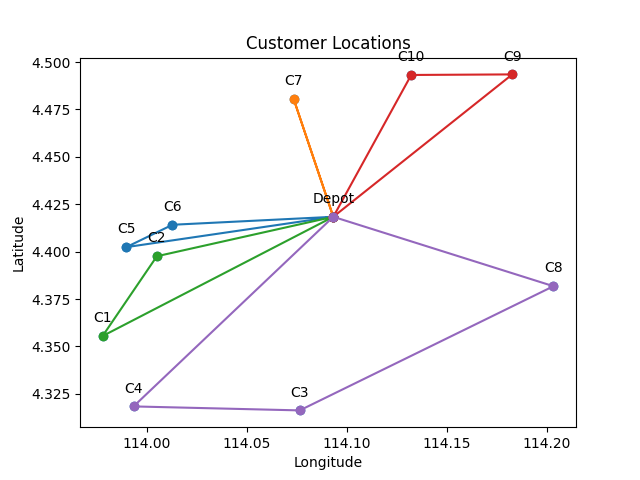 Customer Locations
C10
C9
C7
Depot
C6
C5
C2
C8
C1
C4
C3
4.500
4.475
4.450
4.425
4.400
4.375
4.350
4.325
Latitude
114.00
114.05
114.10
114.15
114.20
Longitude